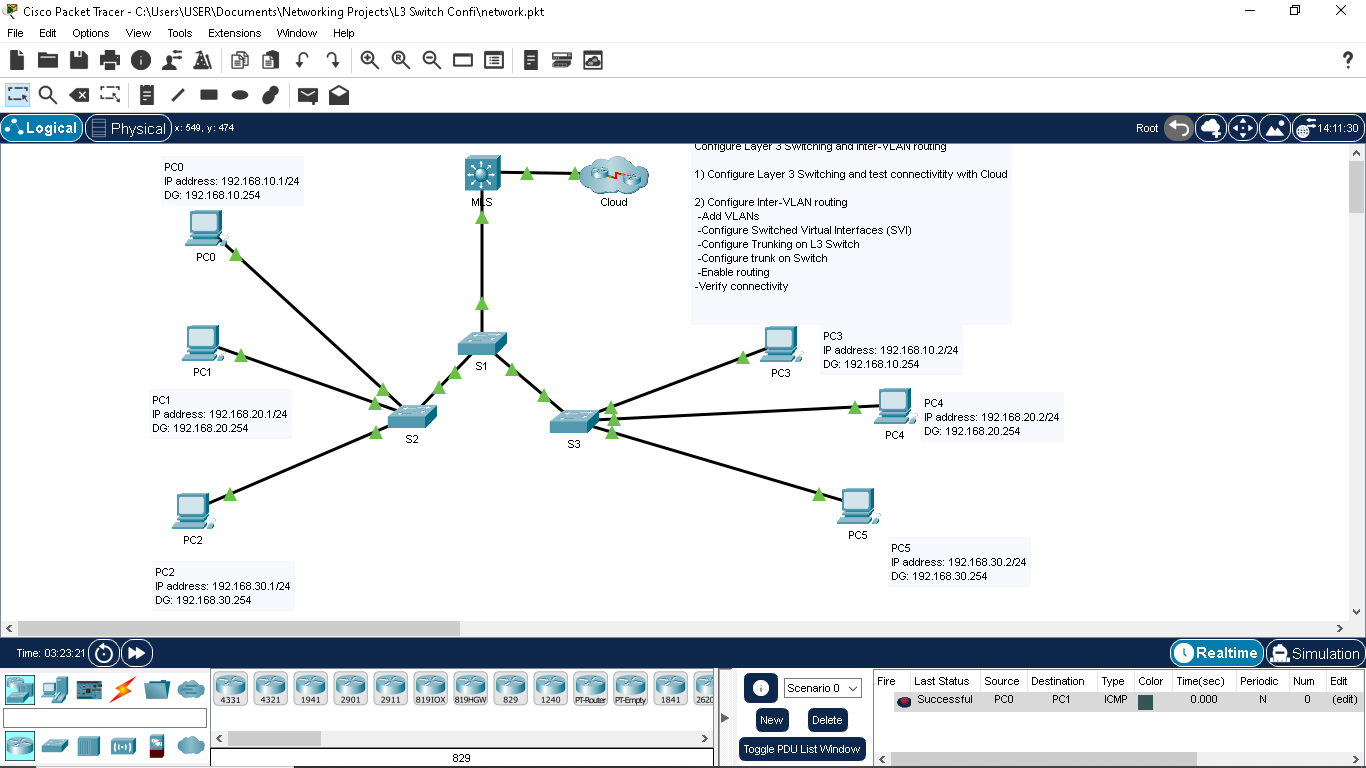 Cisco Packet Tracer - C:\Users\USER\Documents\Networking Projects\L3 Switch Confi\network.pkt
File Edit Options View Tools Extensions Window Help
Logical Physical x: 549, y: 474 Root 14:11:30
PC0
IP address: 192.168.10.1/24
DG: 192.168.10.254
PC0
PC1
PC1
IP address: 192.168.20.1/24
DG: 192.168.20.254
PC2
PC2
IP address: 192.168.30.1/24
DG: 192.168.30.254
MLS
Cloud
S1
S2
S3
Configure Layer 3 Switching and Inter-VLAN routing
1) Configure Layer 3 Switching and test connectivitity with Cloud
2) Configure Inter-VLAN routing
-Add VLANs
-Configure Switched Virtual Interfaces (SVI)
-Configure Trunking on L3 Switch
-Configure trunk on Switch
-Enable routing
-Verify connectivity
PC3
PC3
IP address: 192.168.10.2/24
DG: 192.168.10.254
PC4
PC4
IP address: 192.168.20.2/24
DG: 192.168.20.254
PC5
PC5
IP address: 192.168.30.2/24
DG: 192.168.30.254
Time: 03:23:21 Realtime Simulation
4331 4321 1941 2901 2911 819IOX 819HGW 829 1240 PT-Router PT-Empty 1841 2620
829
Scenario 0
New Delete
Toggle PDU List Window
Fire Last Status Source Destination Type Color Time(sec) Periodic Num Edit
Successful PC0 PC1 ICMP 0.000 N 0 (edit)